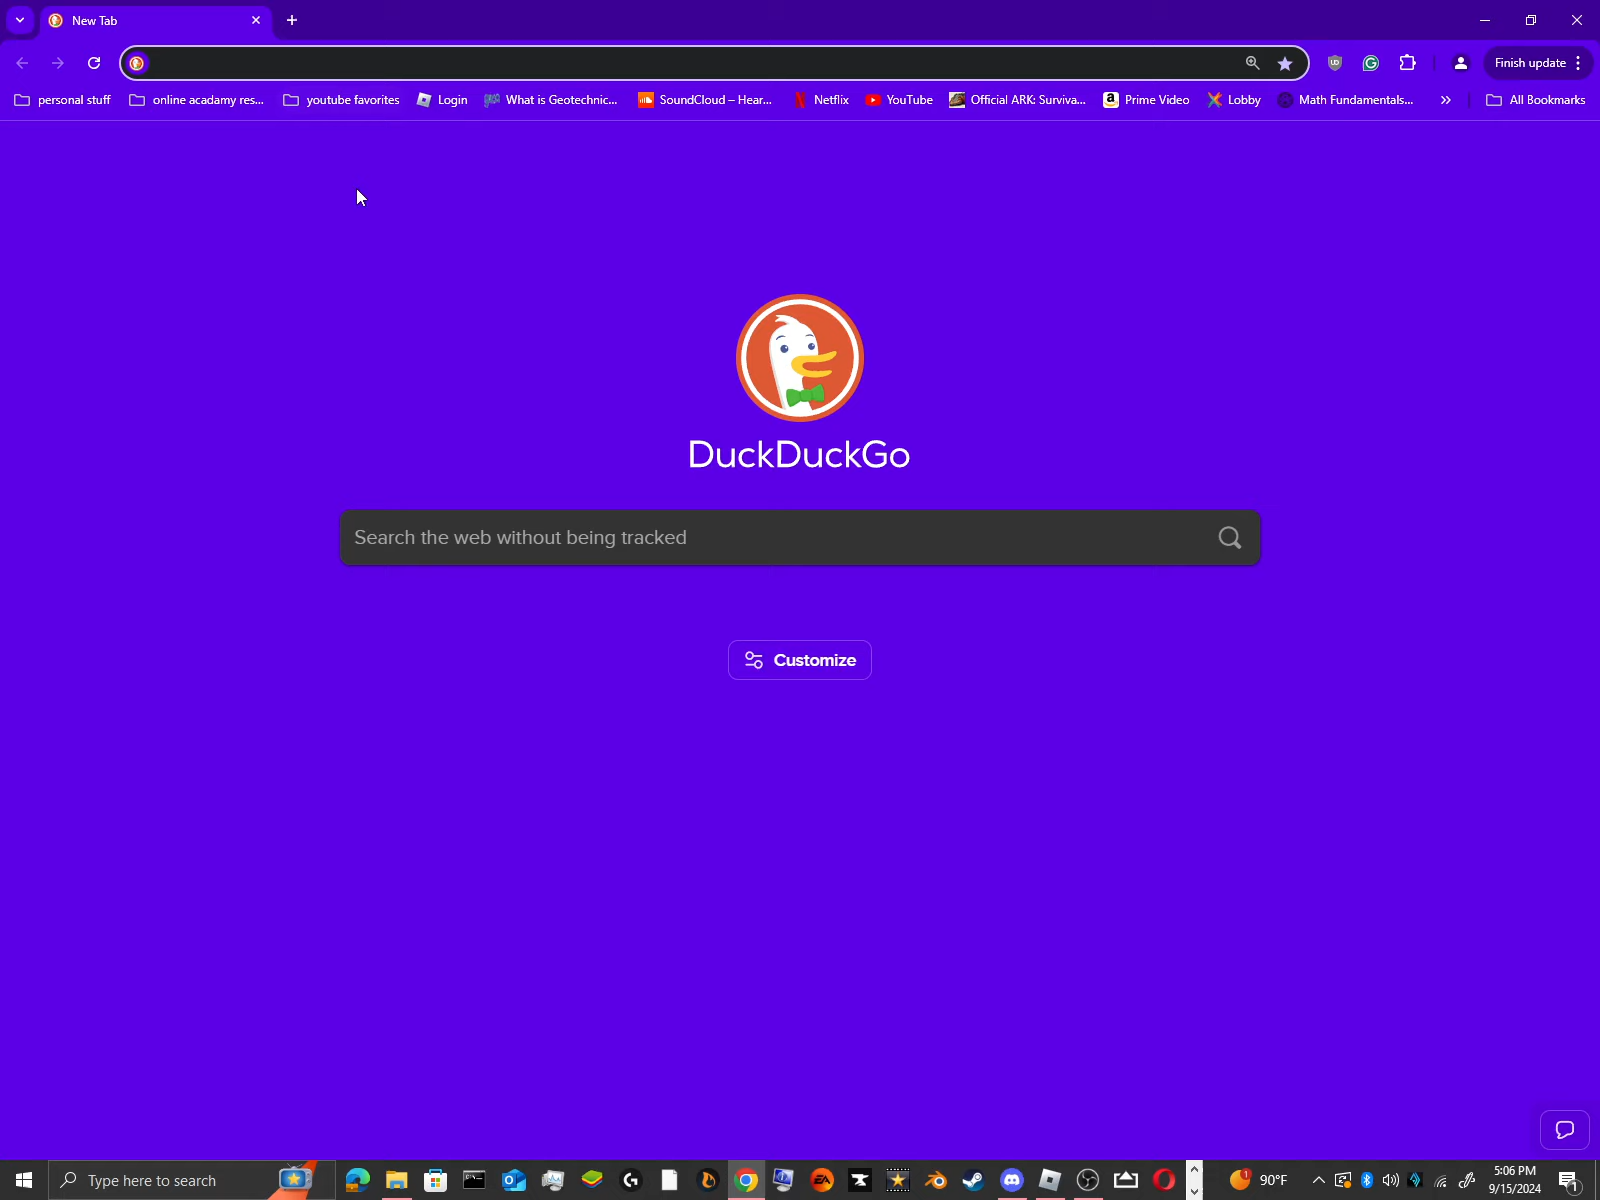 New Tab
Finish update
personal stuff
online acadamy res...
youtube favorites
Login
What is Geotechnic...
SoundCloud – Hear...
Netflix
YouTube
Official ARK: Surviva...
Prime Video
Lobby
Math Fundamentals...
All Bookmarks
DuckDuckGo
Search the web without being tracked
Customize
Type here to search
90°F
5:06 PM
9/15/2024